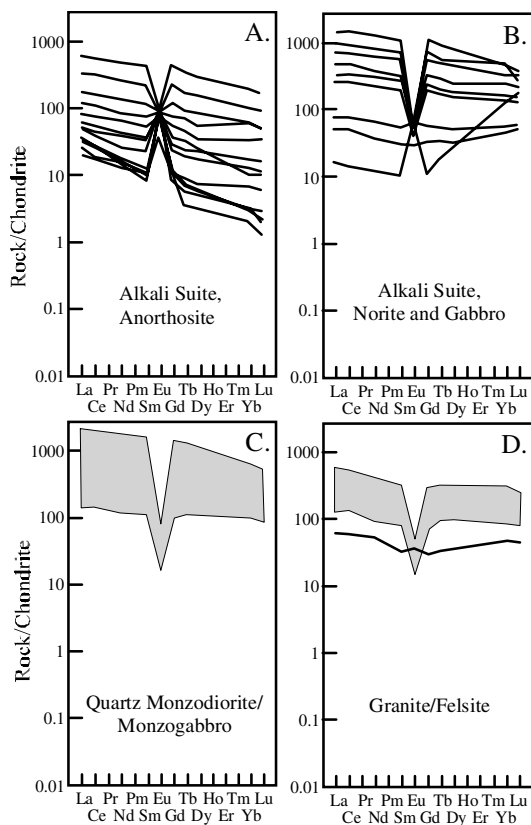 A.
1000
100
10
1
0.1
0.01
Rock/Chondrite
Alkali Suite,
Anorthosite
La Pr Pm Eu Tb Ho Tm Lu
Ce Nd Sm Gd Dy Er Yb
B.
1000
100
10
1
0.1
0.01
Alkali Suite,
Norite and Gabbro
La Pr Pm Eu Tb Ho Tm Lu
Ce Nd Sm Gd Dy Er Yb
C.
1000
100
10
1
0.1
0.01
Rock/Chondrite
Quartz Monzodiorite/
Monzogabbro
La Pr Pm Eu Tb Ho Tm Lu
Ce Nd Sm Gd Dy Er Yb
D.
1000
100
10
1
0.1
0.01
Granite/Felsite
La Pr Pm Eu Tb Ho Tm Lu
Ce Nd Sm Gd Dy Er Yb